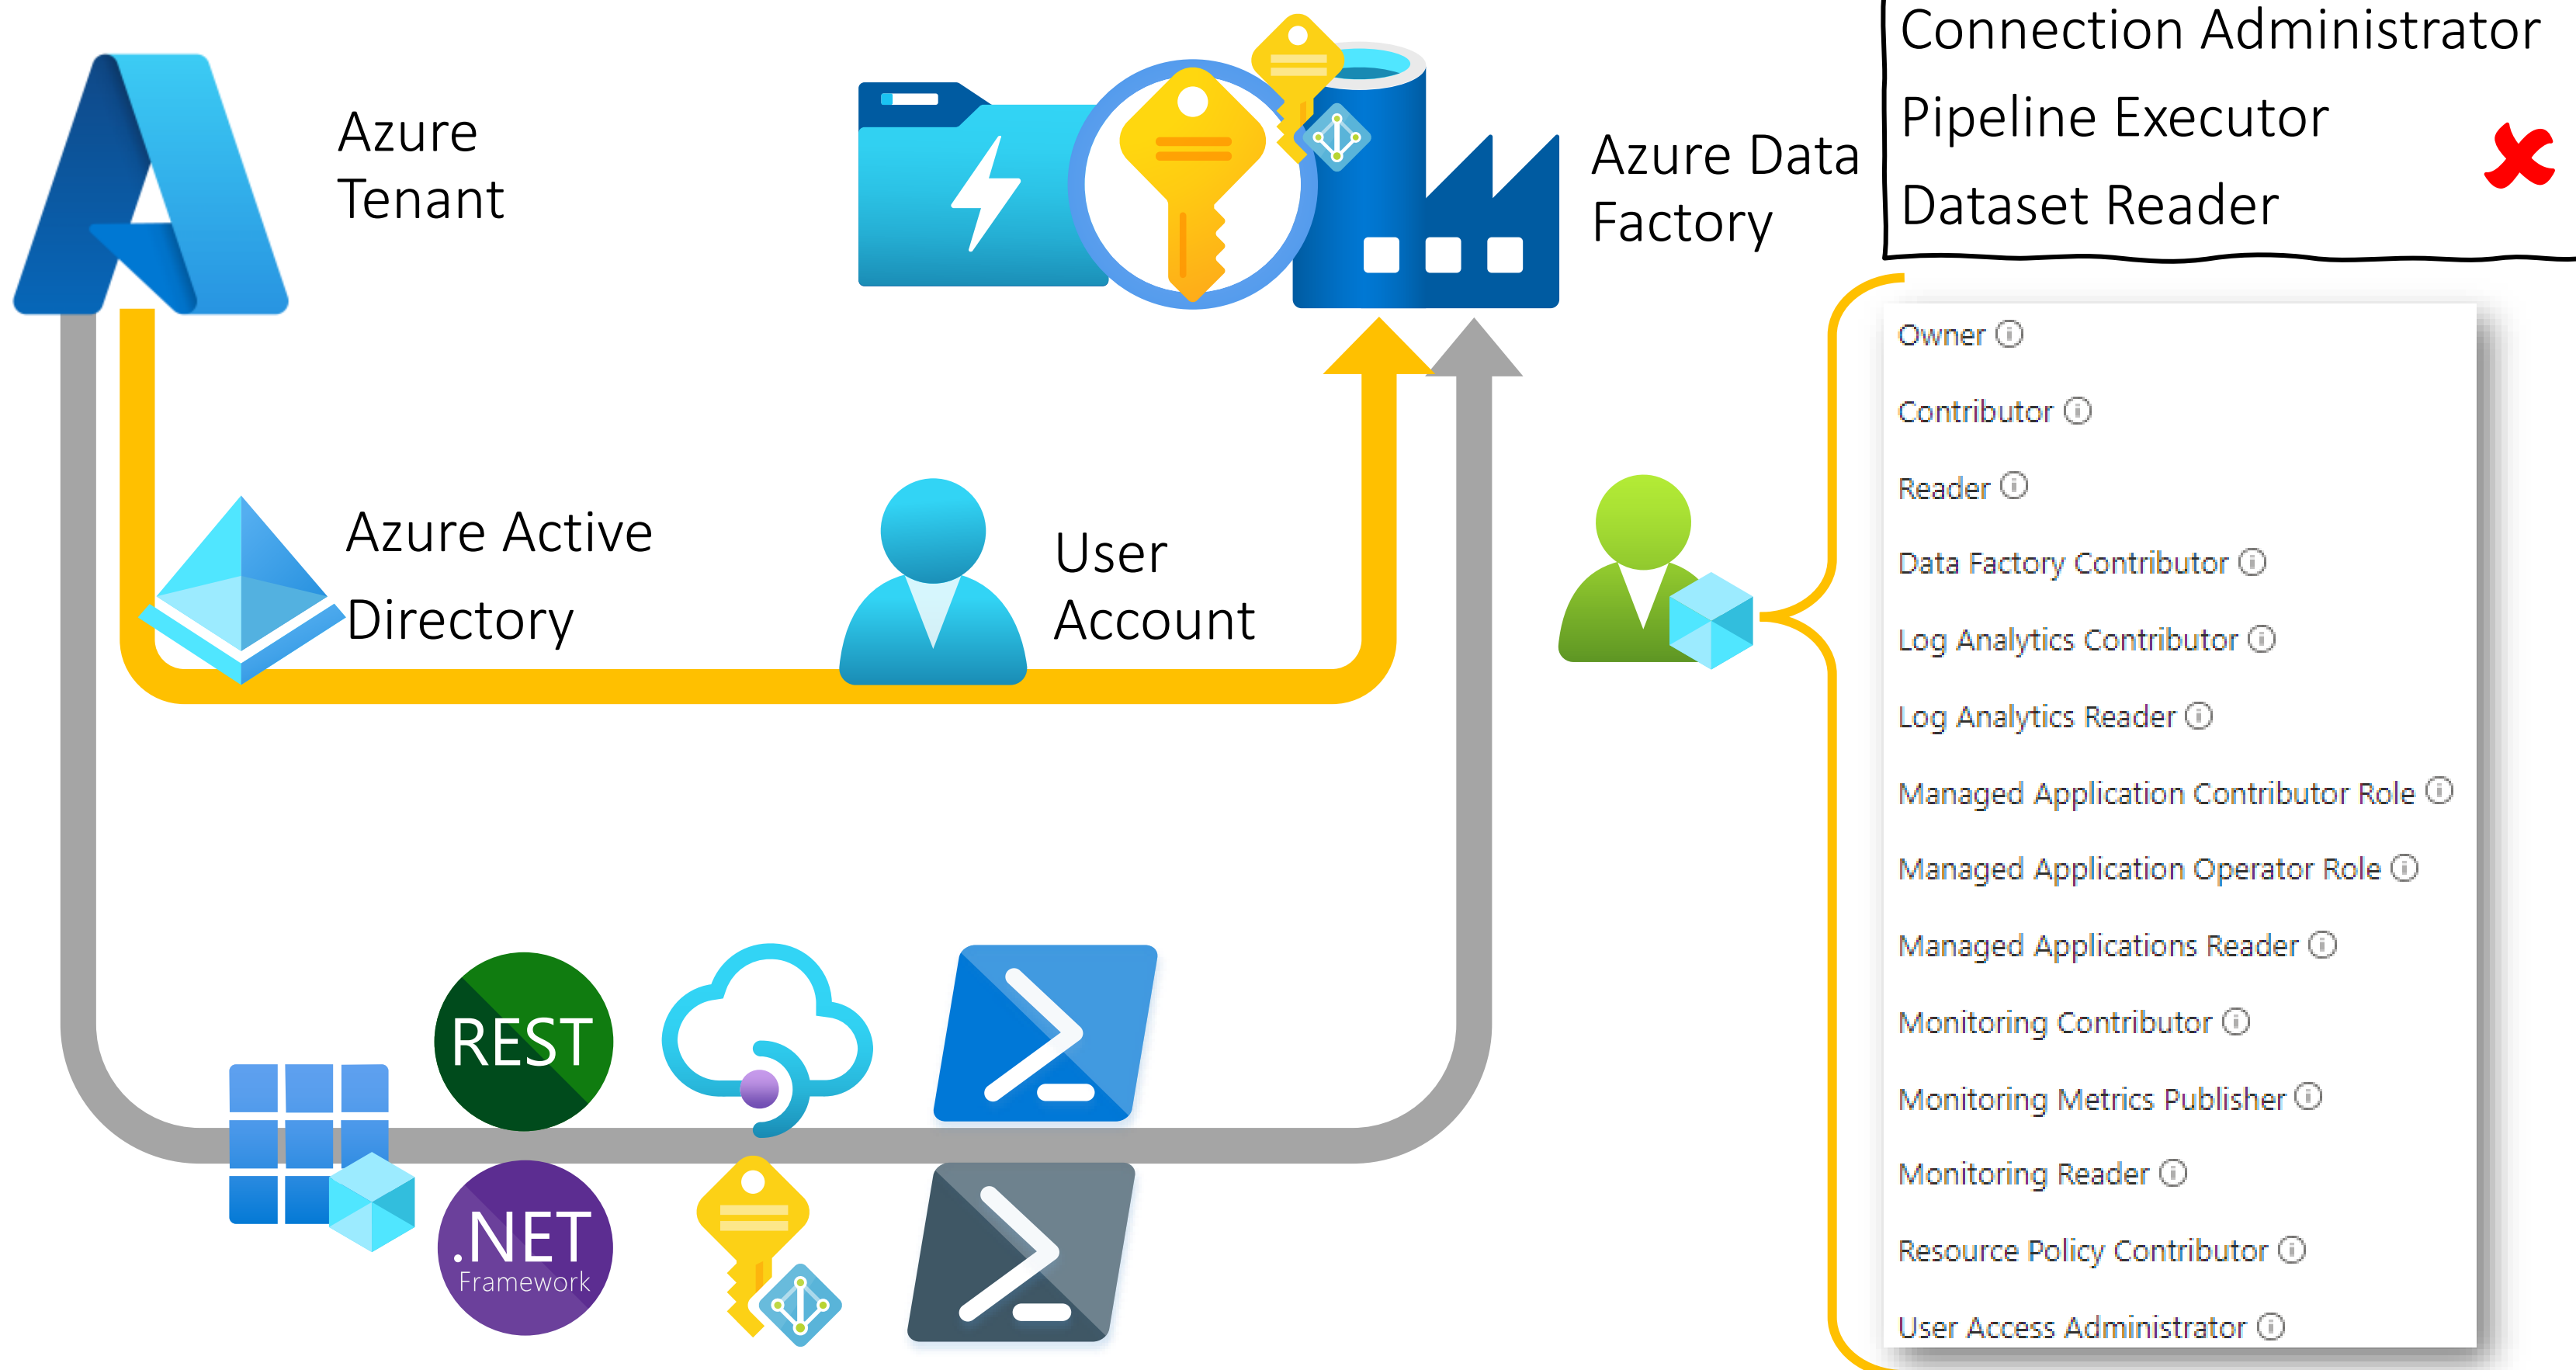 Azure
Tenant
Azure Data
Factory
Connection Administrator
Pipeline Executor
Dataset Reader
Azure Active
Directory
User
Account
REST
.NET
Framework
Owner
Contributor
Reader
Data Factory Contributor
Log Analytics Contributor
Log Analytics Reader
Managed Application Contributor Role
Managed Application Operator Role
Managed Applications Reader
Monitoring Contributor
Monitoring Metrics Publisher
Monitoring Reader
Resource Policy Contributor
User Access Administrator